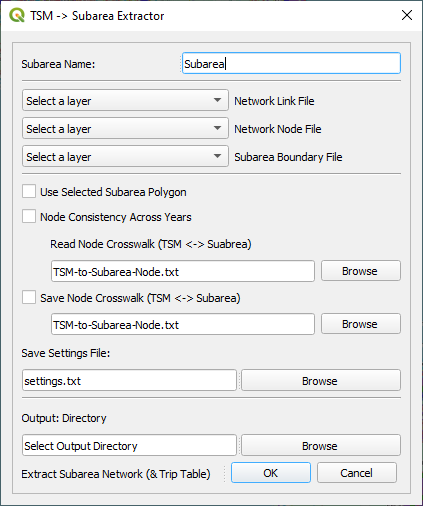 TSM -> Subarea Extractor
Subarea Name: Subarea
Select a layer Network Link File
Select a layer Network Node File
Select a layer Subarea Boundary File
Use Selected Subarea Polygon
Node Consistency Across Years
Read Node Crosswalk (TSM <-> Suabrea)
TSM-to-Subarea-Node.txt Browse
Save Node Crosswalk (TSM <-> Subarea)
TSM-to-Subarea-Node.txt Browse
Save Settings File:
settings.txt Browse
Output: Directory
Select Output Directory Browse
Extract Subarea Network (& Trip Table) OK Cancel